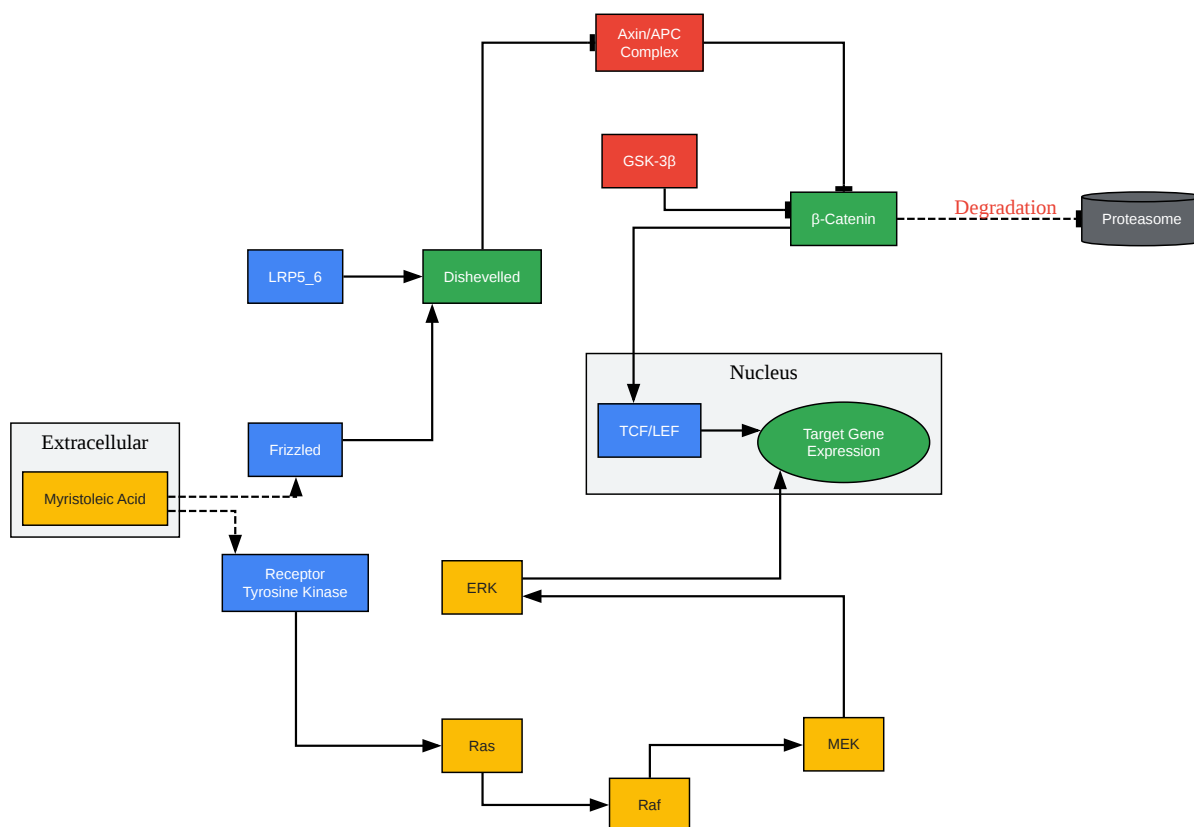 Axin/APC
Complex
GSK-3β
Degradation
β-Catenin
Proteasome
LRP5_6
Dishevelled
Nucleus
TCF/LEF
Target Gene
Expression
Extracellular
Frizzled
Myristoleic Acid
Receptor
Tyrosine Kinase
ERK
Ras
MEK
Raf